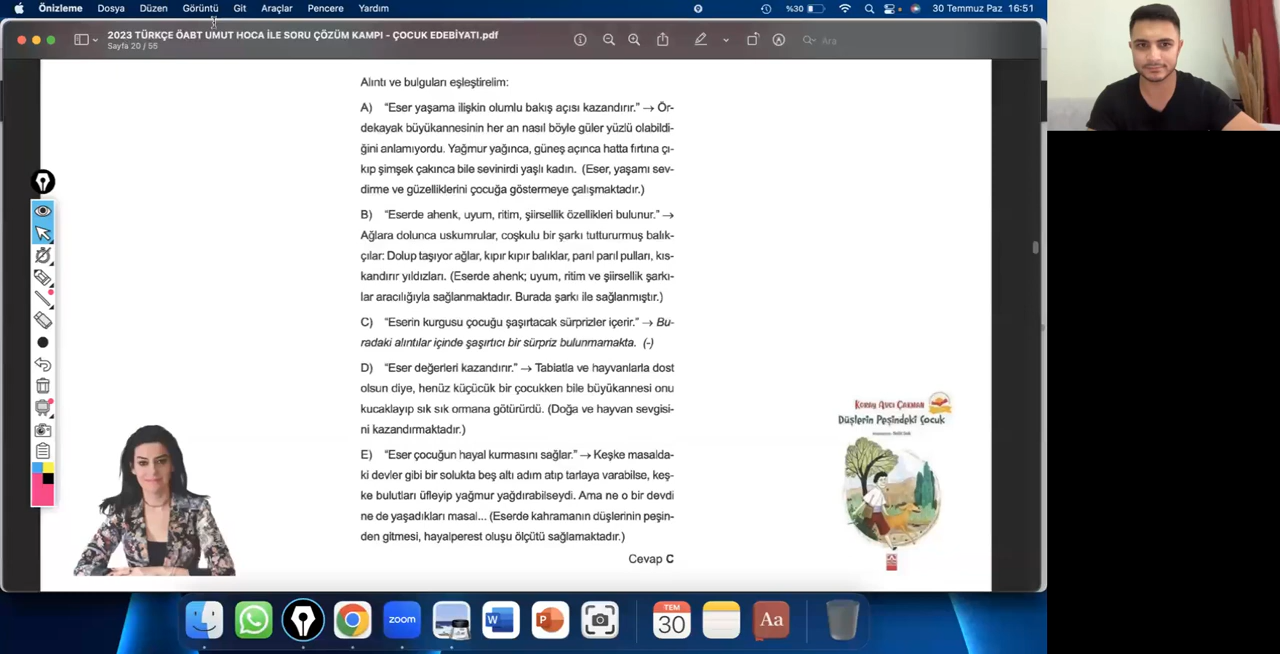 Önizleme Dosya Düzen Görüntü Git Araçlar Pencere Yardım
%30
30 Temmuz Paz 16:51
2023 TÜRKÇE ÖABT UMUT HOCA İLE SORU ÇÖZÜM KAMPI - ÇOCUK EDEBİYATI.pdf
Sayfa 20 / 55
Ara
Alıntı ve bulguları eşleştirelim:
A) “Eser yaşama ilişkin olumlu bakış açısı kazandırır.” → Ör-
dekayak büyükannesinin her an nasıl böyle güler yüzlü olabildi-
ğini anlamıyordu. Yağmur yağınca, güneş açınca hatta fırtına çı-
kıp şimşek çakınca bile sevinirdi yaşlı kadın. (Eser, yaşamı sev-
dirme ve güzelliklerini çocuğa göstermeye çalışmaktadır.)
B) “Eserde ahenk, uyum, ritim, şiirsellik özellikleri bulunur.” →
Ağlara dolunca uskumrular, coşkulu bir şarkı tuttururmuş balık-
çılar: Dolup taşıyor ağlar, kıpır kıpır balıklar, parıl parıl pulları, kıs-
kandırır yıldızları. (Eserde ahenk; uyum, ritim ve şiirsellik şarkı-
lar aracılığıyla sağlanmaktadır. Burada şarkı ile sağlanmıştır.)
C) “Eserin kurgusu çocuğu şaşırtacak sürprizler içerir.” → Bu-
radaki alıntılar içinde şaşırtıcı bir sürpriz bulunmamakta. (-)
D) “Eser değerleri kazandırır.” → Tabiatla ve hayvanlarla dost
olsun diye, henüz küçücük bir çocukken bile büyükannesi onu
kucaklayıp sık sık ormana götürürdü. (Doğa ve hayvan sevgisi-
ni kazandırmaktadır.)
E) “Eser çocuğun hayal kurmasını sağlar.” → Keşke masalda-
ki devler gibi bir solukta beş altı adım atıp tarlaya varabilse, keş-
ke bulutları üfleyip yağmur yağdırabilseydi. Ama ne o bir devdi
ne de yaşadıkları masal... (Eserde kahramanın düşlerinin peşin-
den gitmesi, hayalperest oluşu ölçütü sağlamaktadır.)
Cevap C
Koray Avcı Çakman
Düşlerin Peşindeki Çocuk
zoom
W
P
TEM
30
Aa